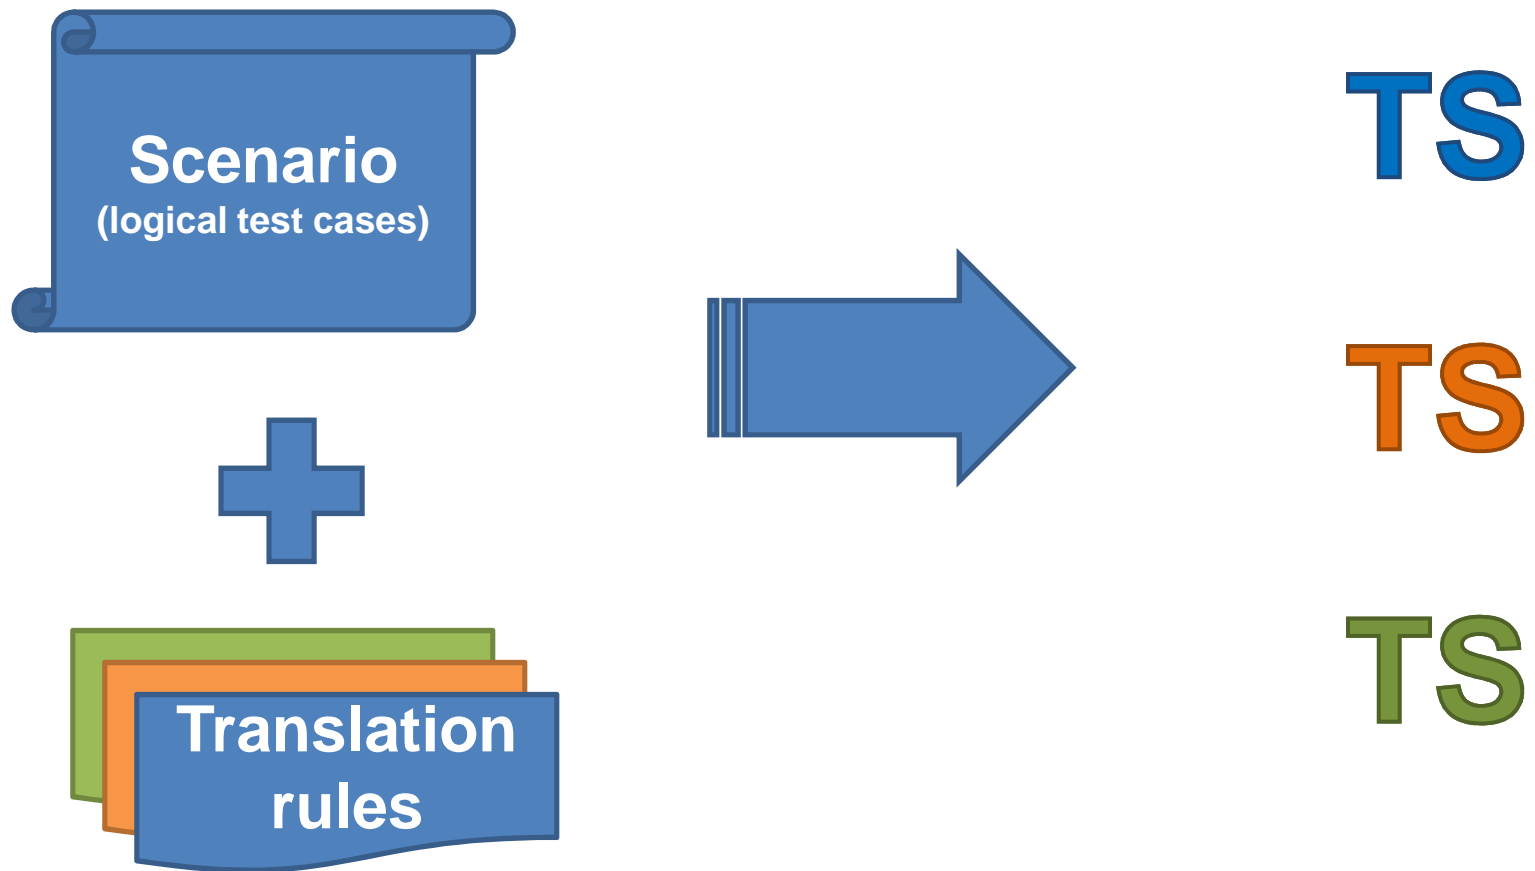 Scenario
(logical test cases)
Translation
rules
TS
TS
TS